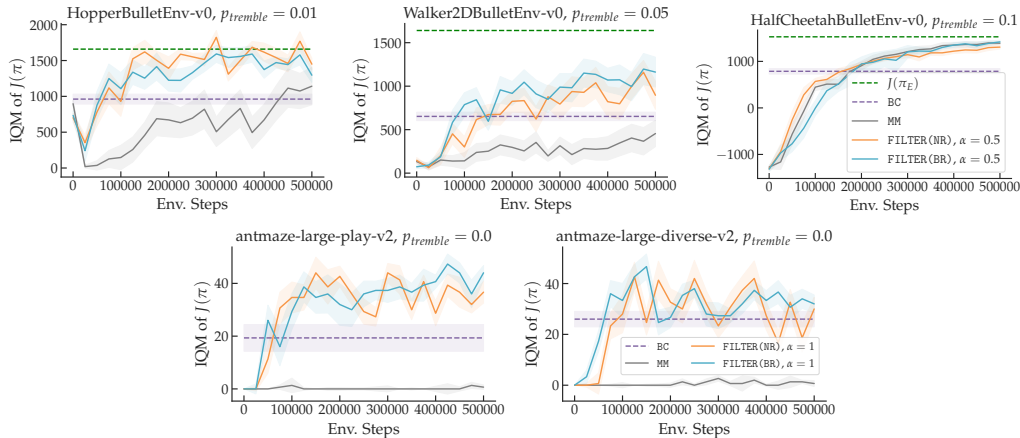 HopperBulletEnv-v0, p_tremble = 0.01
IQM of J(π)
2000
1500
1000
500
0
0 100000 200000 300000 400000 500000
Env. Steps
Walker2DBulletEnv-v0, p_tremble = 0.05
IQM of J(π)
1500
1000
500
0
0 100000 200000 300000 400000 500000
Env. Steps
HalfCheetahBulletEnv-v0, p_tremble = 0.1
IQM of J(π)
1000
0
−1000
J(π_E)
BC
MM
FILTER(NR), α = 0.5
FILTER(BR), α = 0.5
0 100000 200000 300000 400000 500000
Env. Steps
antmaze-large-play-v2, p_tremble = 0.0
IQM of J(π)
40
20
0
0 100000 200000 300000 400000 500000
Env. Steps
antmaze-large-diverse-v2, p_tremble = 0.0
IQM of J(π)
40
20
0
BC
MM
FILTER(NR), α = 1
FILTER(BR), α = 1
0 100000 200000 300000 400000 500000
Env. Steps